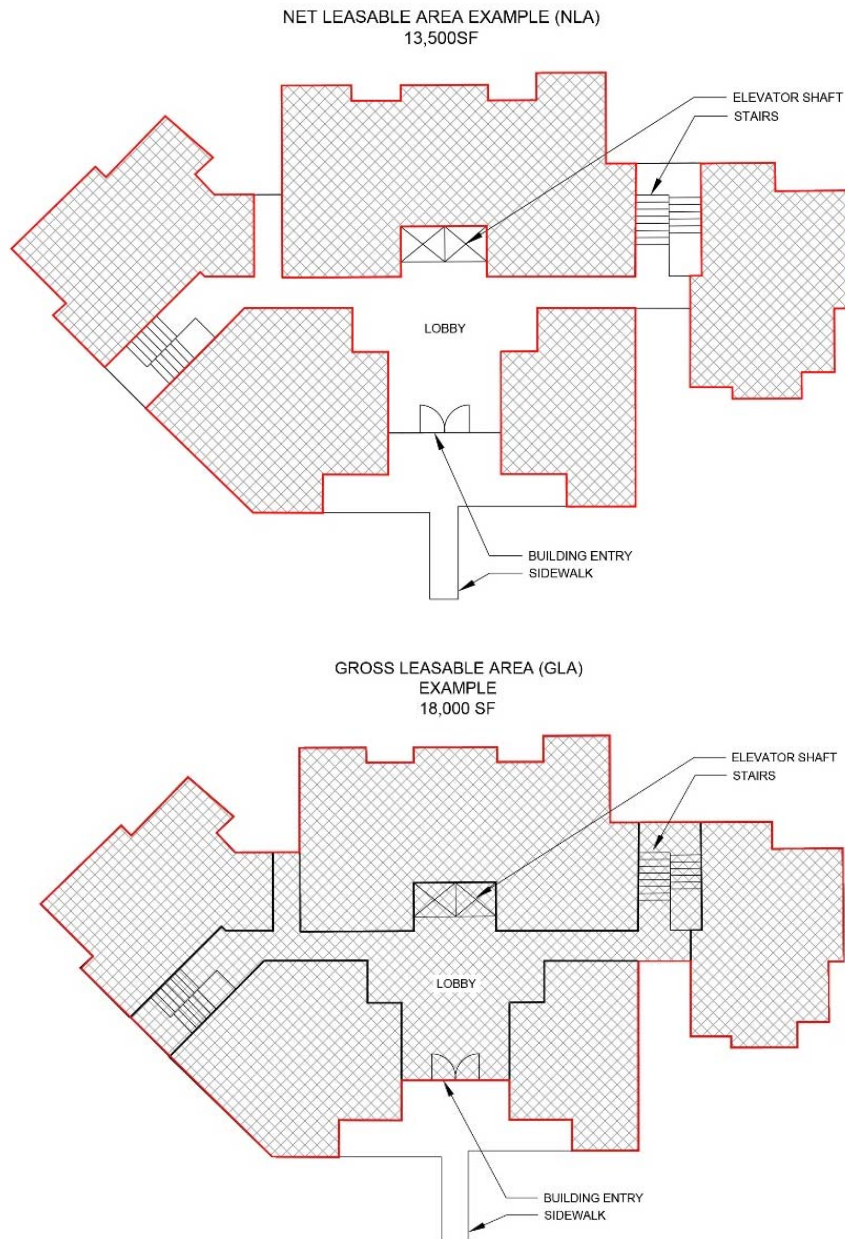 NET LEASABLE AREA EXAMPLE (NLA)
13,500SF
ELEVATOR SHAFT
STAIRS
LOBBY
BUILDING ENTRY
SIDEWALK
GROSS LEASABLE AREA (GLA)
EXAMPLE
18,000 SF
ELEVATOR SHAFT
STAIRS
LOBBY
BUILDING ENTRY
SIDEWALK